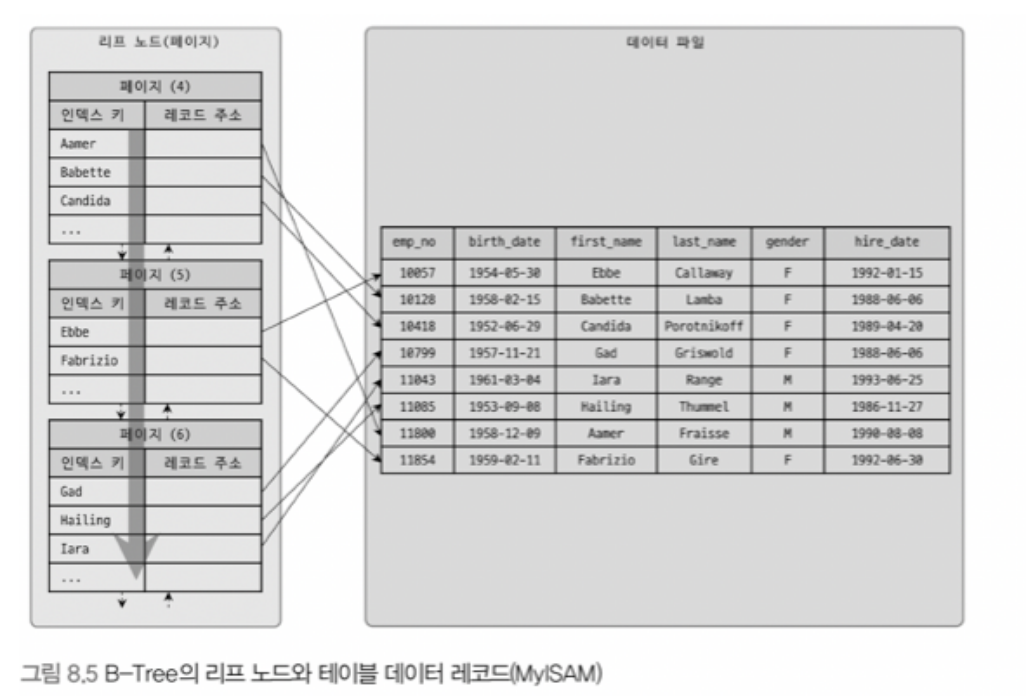 리프 노드(페이지)
페이지 (4)
인덱스 키 레코드 주소
Aamer
Babette
Candida
...
페이지 (5)
인덱스 키 레코드 주소
Ebbe
Fabrizio
...
페이지 (6)
인덱스 키 레코드 주소
Gad
Hailing
Iara
...
데이터 파일
emp_no birth_date first_name last_name gender hire_date
10057 1954-05-30 Ebbe Callaway F 1992-01-15
10128 1958-02-15 Babette Lamba F 1988-06-06
10418 1952-06-29 Candida Porotnikoff F 1989-04-20
10799 1957-11-21 Gad Griswold F 1988-06-06
11043 1961-03-04 Iara Range M 1993-06-25
11085 1953-09-08 Hailing Thummel M 1986-11-27
11800 1958-12-09 Aamer Fraisse M 1990-08-08
11854 1959-02-11 Fabrizio Gire F 1992-06-30
그림 8.5 B-Tree의 리프 노드와 테이블 데이터 레코드(MyISAM)